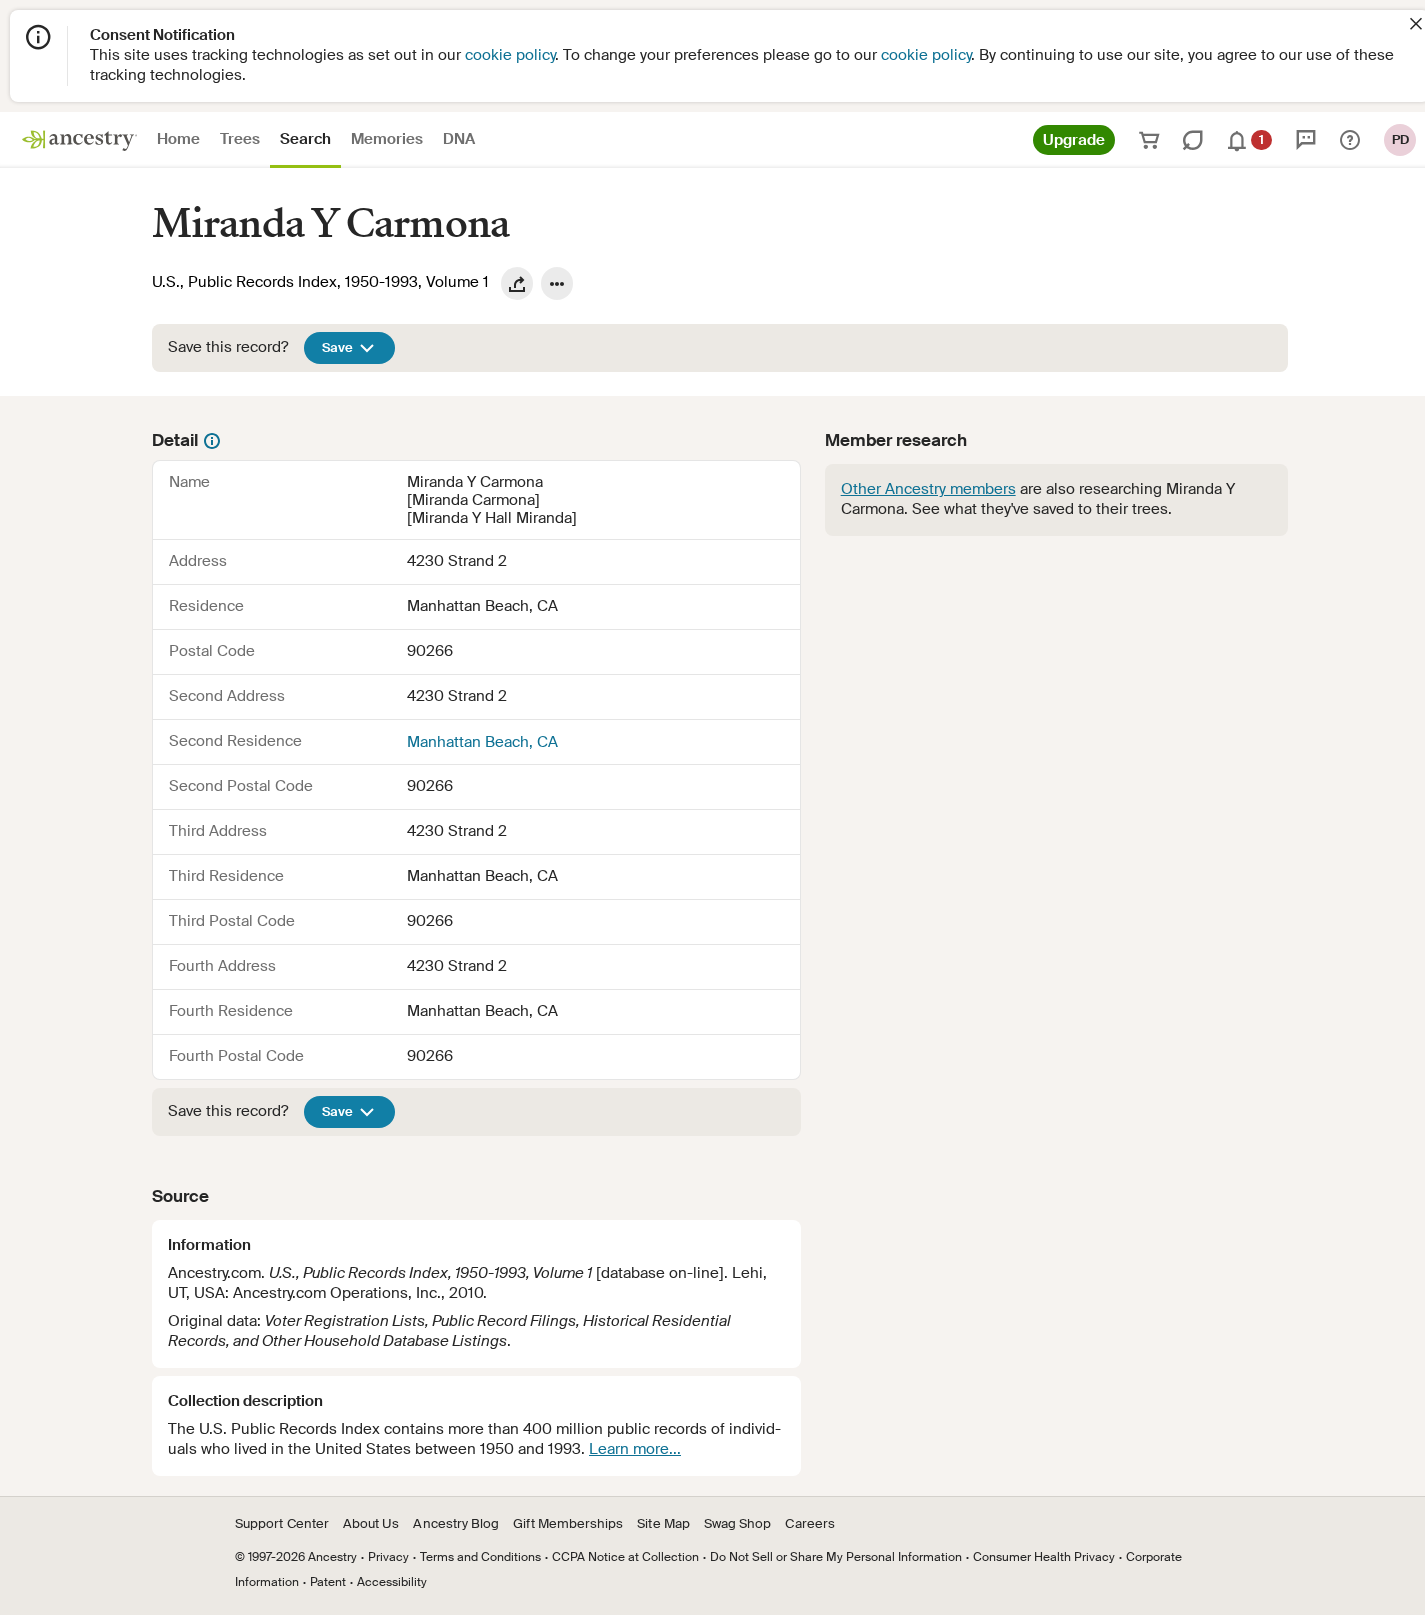 Consent Notification
This site uses tracking technologies as set out in our cookie policy. To change your preferences please go to our cookie policy. By continuing to use our site, you agree to our use of these
tracking technologies.
ancestry Home Trees Search Memories DNA Upgrade 1 PD
Miranda Y Carmona
U.S., Public Records Index, 1950-1993, Volume 1
Save this record? Save
Detail
Name Miranda Y Carmona
[Miranda Carmona]
[Miranda Y Hall Miranda]
Address 4230 Strand 2
Residence Manhattan Beach, CA
Postal Code 90266
Second Address 4230 Strand 2
Second Residence Manhattan Beach, CA
Second Postal Code 90266
Third Address 4230 Strand 2
Third Residence Manhattan Beach, CA
Third Postal Code 90266
Fourth Address 4230 Strand 2
Fourth Residence Manhattan Beach, CA
Fourth Postal Code 90266
Save this record? Save
Member research
Other Ancestry members are also researching Miranda Y
Carmona. See what they've saved to their trees.
Source
Information
Ancestry.com. U.S., Public Records Index, 1950-1993, Volume 1 [database on-line]. Lehi,
UT, USA: Ancestry.com Operations, Inc., 2010.
Original data: Voter Registration Lists, Public Record Filings, Historical Residential
Records, and Other Household Database Listings.
Collection description
The U.S. Public Records Index contains more than 400 million public records of individ-
uals who lived in the United States between 1950 and 1993. Learn more...
Support Center About Us Ancestry Blog Gift Memberships Site Map Swag Shop Careers
© 1997-2026 Ancestry · Privacy · Terms and Conditions · CCPA Notice at Collection · Do Not Sell or Share My Personal Information · Consumer Health Privacy · Corporate
Information · Patent · Accessibility